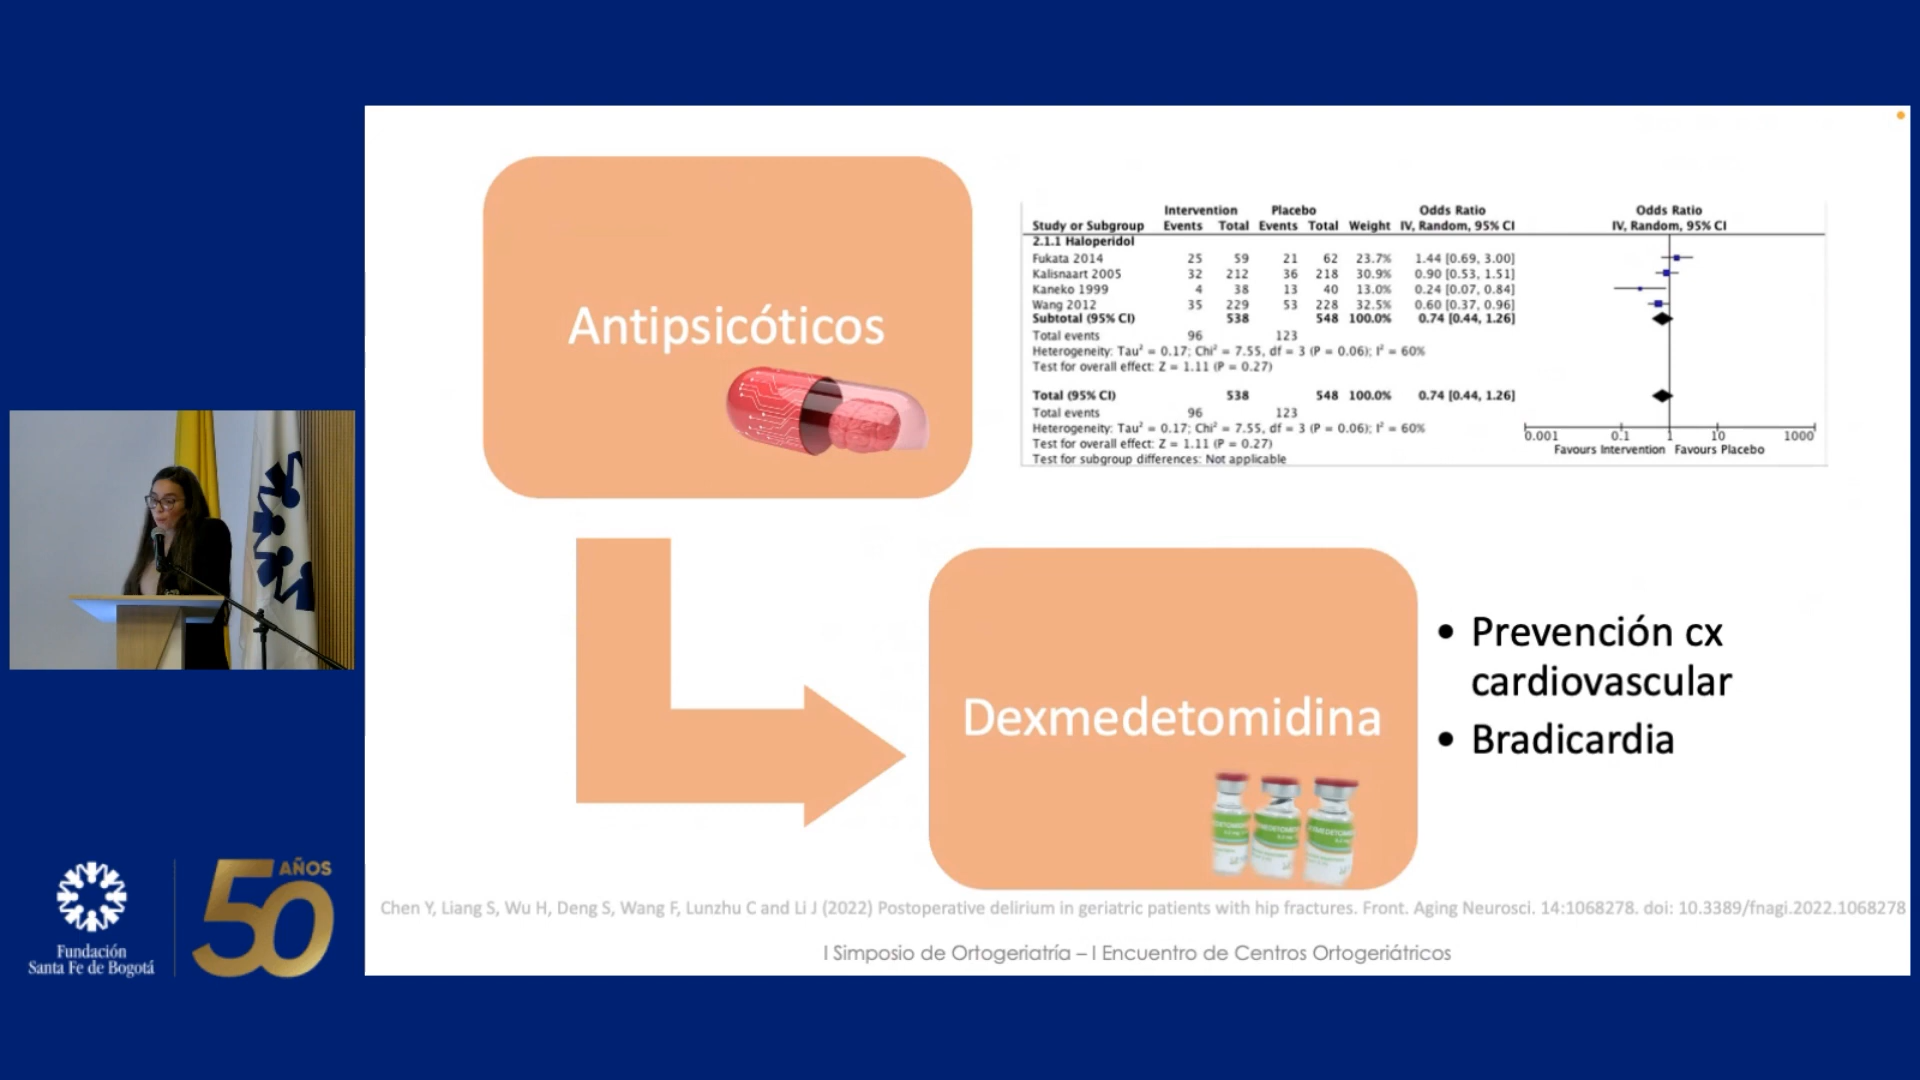 Antipsicóticos
Intervention Placebo Odds Ratio Odds Ratio
Study or Subgroup Events Total Events Total Weight IV, Random, 95% CI IV, Random, 95% CI
2.1.1 Haloperidol
Fukata 2014 25 59 21 62 23.7% 1.44 [0.69, 3.00]
Kalisnaart 2005 32 212 36 218 30.9% 0.90 [0.53, 1.51]
Kaneko 1999 4 38 13 40 13.0% 0.24 [0.07, 0.84]
Wang 2012 35 229 53 228 32.5% 0.60 [0.37, 0.96]
Subtotal (95% CI) 538 548 100.0% 0.74 [0.44, 1.26]
Total events 96 123
Heterogeneity: Tau² = 0.17; Chi² = 7.55, df = 3 (P = 0.06); I² = 60%
Test for overall effect: Z = 1.11 (P = 0.27)
Total (95% CI) 538 548 100.0% 0.74 [0.44, 1.26]
Total events 96 123
Heterogeneity: Tau² = 0.17; Chi² = 7.55, df = 3 (P = 0.06); I² = 60%
Test for overall effect: Z = 1.11 (P = 0.27)
Test for subgroup differences: Not applicable
0.001 0.1 1 10 1000
Favours Intervention Favours Placebo
Dexmedetomidina
• Prevención cx
cardiovascular
• Bradicardia
Chen Y, Liang S, Wu H, Deng S, Wang F, Lunzhu C and Li J (2022) Postoperative delirium in geriatric patients with hip fractures. Front. Aging Neurosci. 14:1068278. doi: 10.3389/fnagi.2022.1068278
I Simposio de Ortogeriatría – I Encuentro de Centros Ortogeriátricos
Fundación
Santa Fe de Bogotá
50 AÑOS